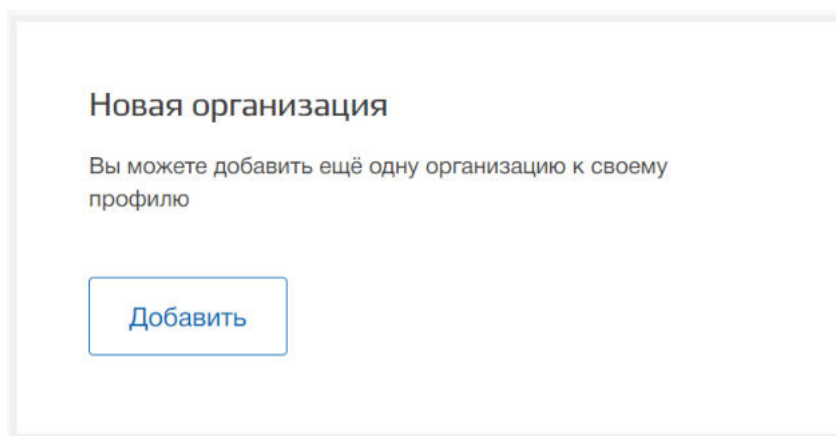 Новая организация
Вы можете добавить ещё одну организацию к своему
профилю
Добавить